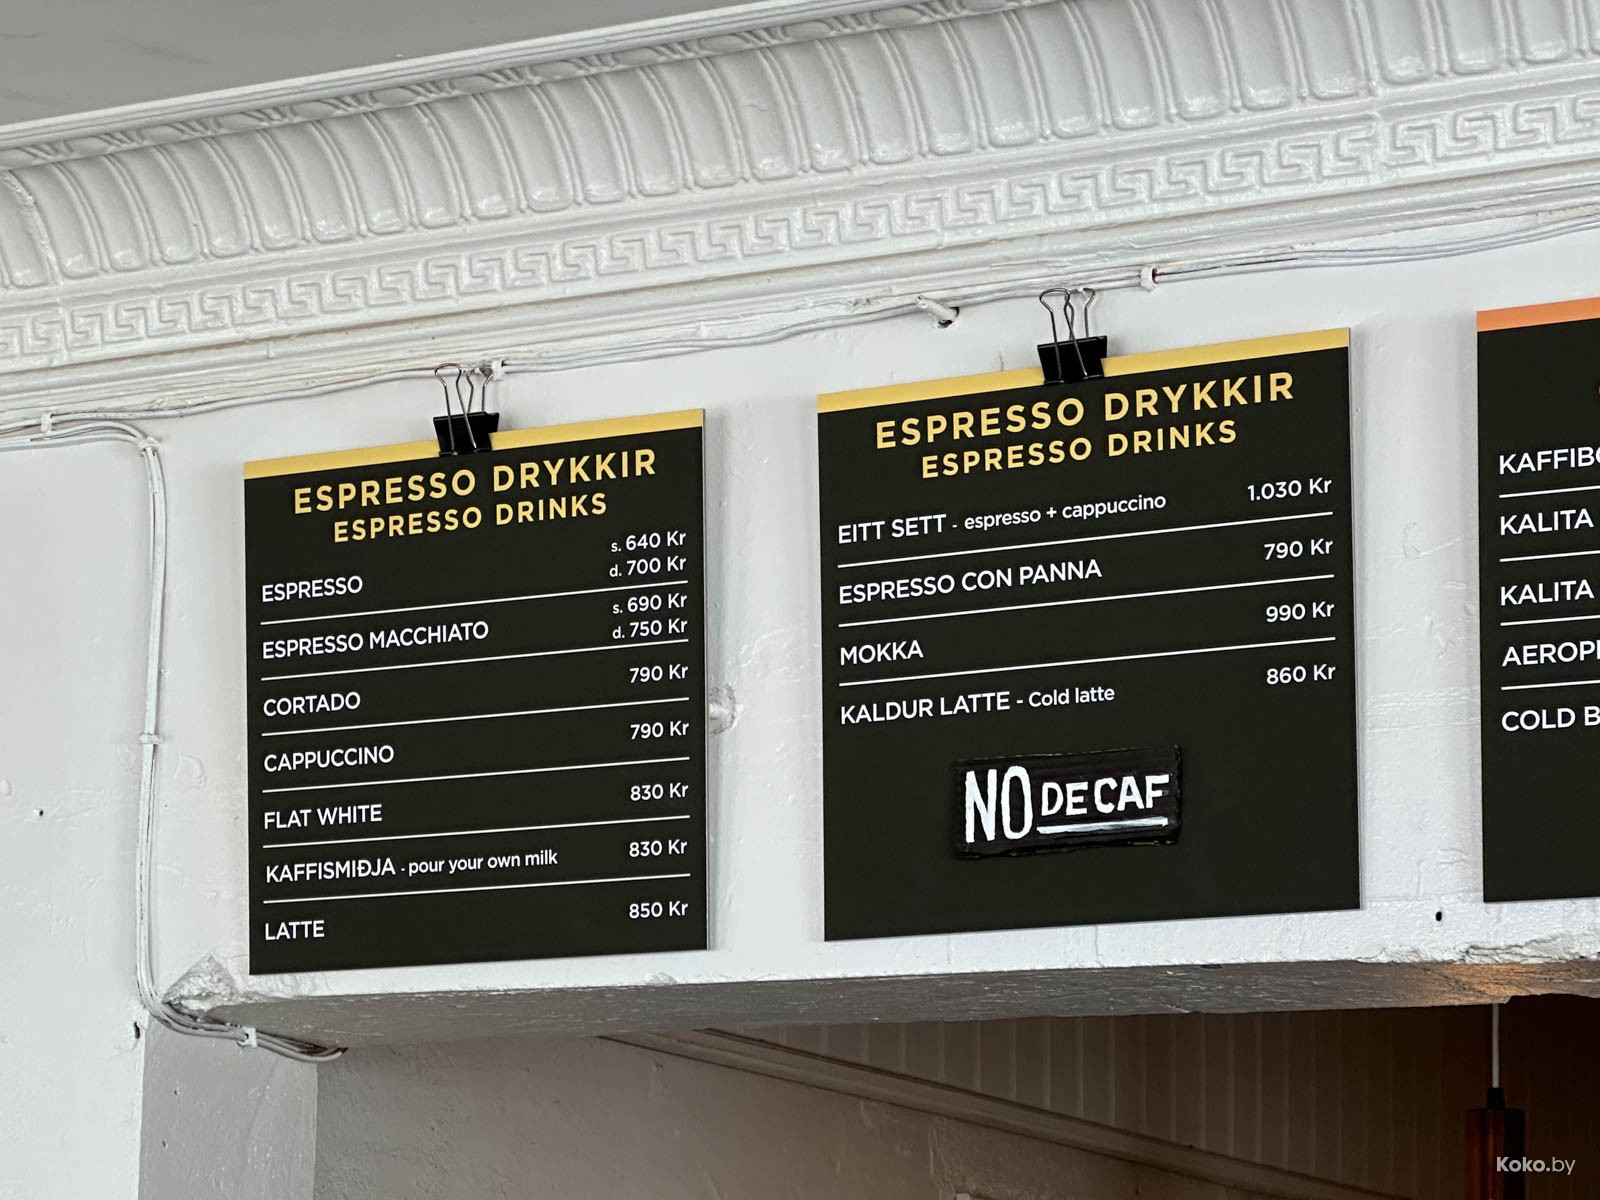 ESPRESSO DRYKKIR
ESPRESSO DRINKS
ESPRESSO s. 640 Kr
d. 700 Kr
ESPRESSO MACCHIATO s. 690 Kr
d. 750 Kr
CORTADO 790 Kr
CAPPUCCINO 790 Kr
FLAT WHITE 830 Kr
KAFFISMIÐJA - pour your own milk 830 Kr
LATTE 850 Kr
ESPRESSO DRYKKIR
ESPRESSO DRINKS
EITT SETT - espresso + cappuccino 1.030 Kr
ESPRESSO CON PANNA 790 Kr
MOKKA 990 Kr
KALDUR LATTE - Cold latte 860 Kr
NO DECAF
KALITA
KALITA
COLD
Koko.by